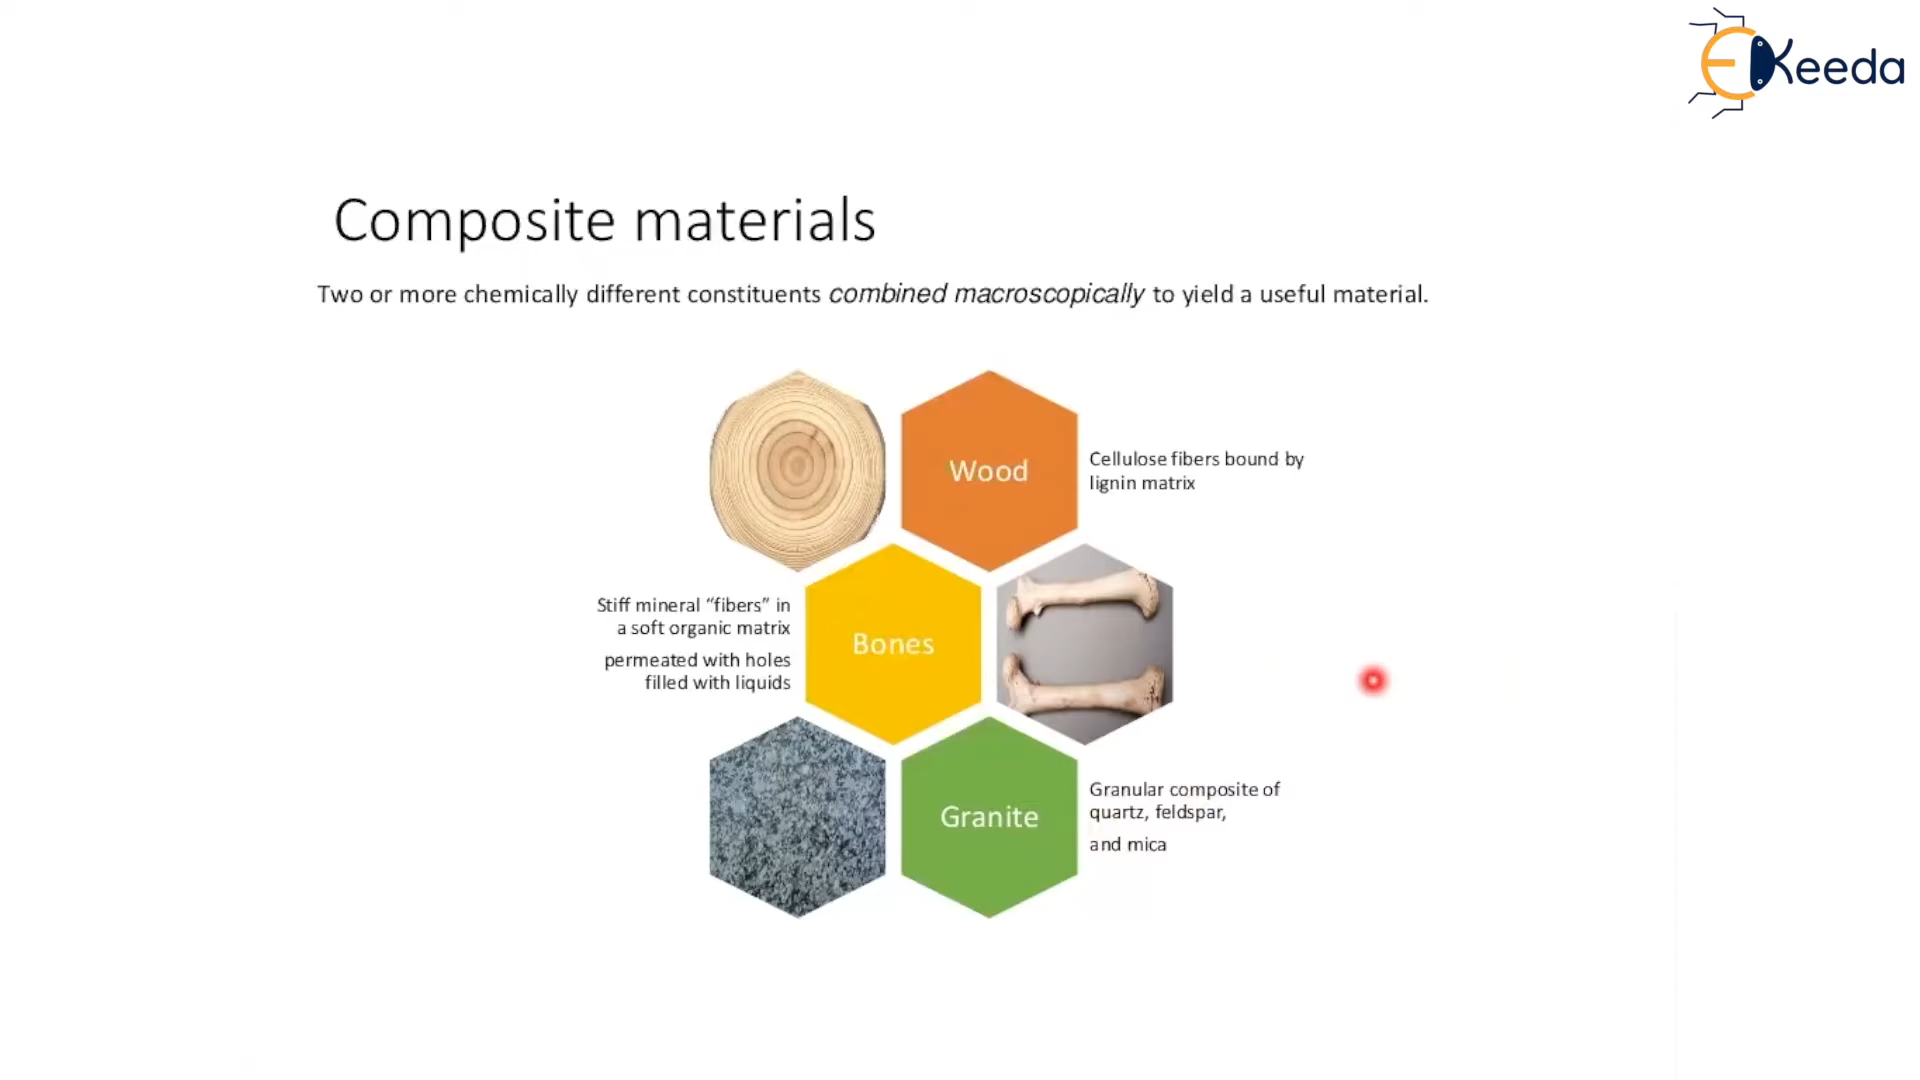 EKeeda
Composite materials
Two or more chemically different constituents combined macroscopically to yield a useful material.
Wood
Cellulose fibers bound by
lignin matrix
Stiff mineral “fibers” in
a soft organic matrix
permeated with holes
filled with liquids
Bones
Granite
Granular composite of
quartz, feldspar,
and mica